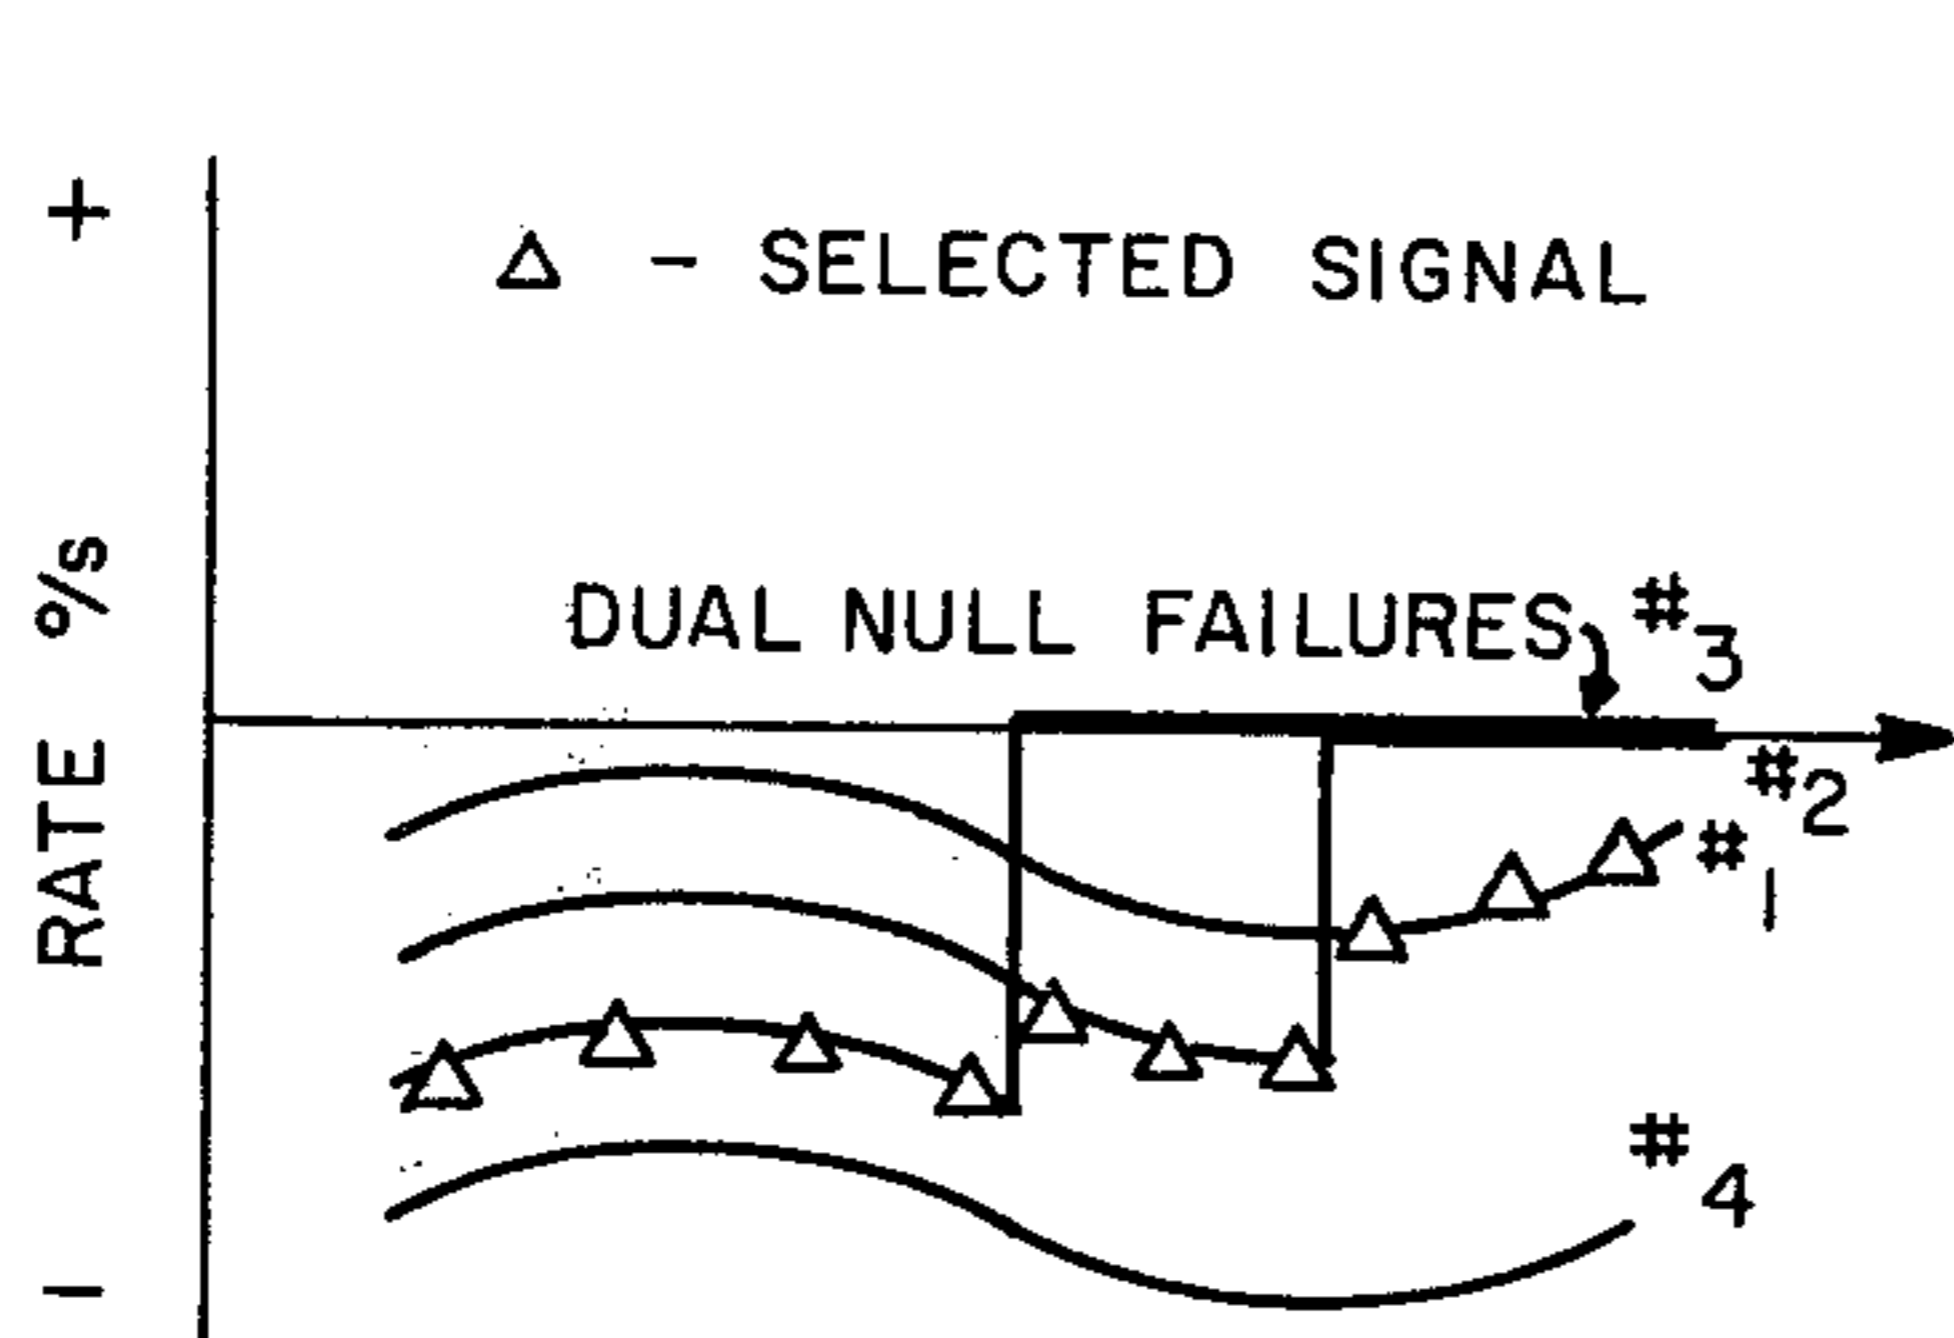 +
△ - SELECTED SIGNAL
DUAL NULL FAILURES
#3
RATE %/s
#2
#1
#4
-